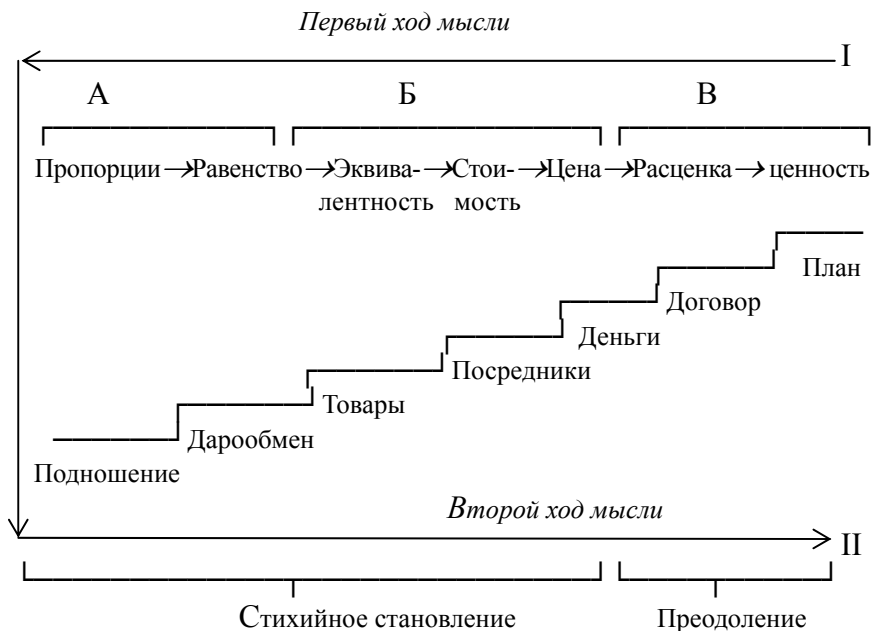 Первый ход мысли
I
А Б В
Пропорции→Равенство→Эквива-→Стои-→Цена→Расценка→ценность
лентность мость
План
Договор
Деньги
Посредники
Товары
Дарообмен
Подношение
Второй ход мысли
II
Стихийное становление Преодоление